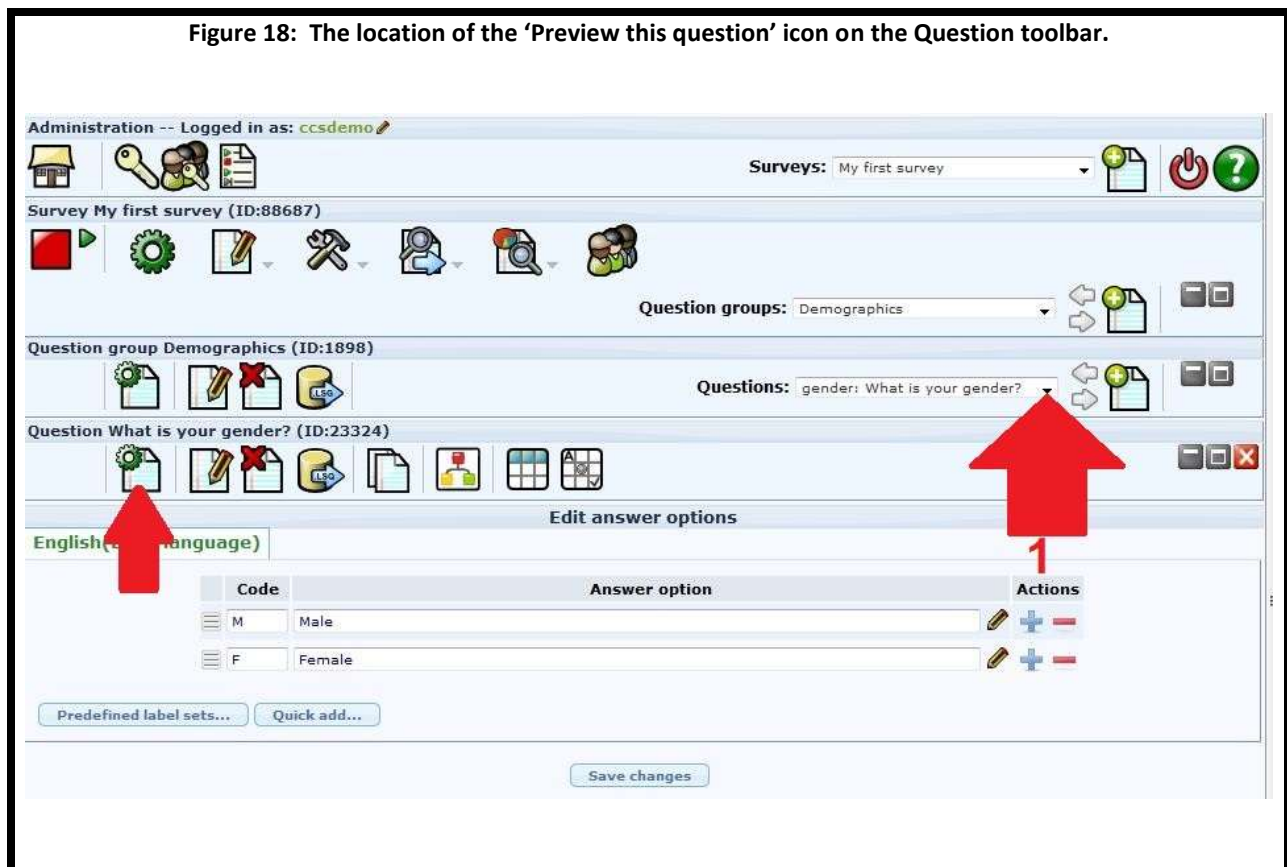 Figure 18:  The location of the ‘Preview this question’ icon on the Question toolbar.
Administration -- Logged in as: ccsdemo
Surveys: My first survey
?
Survey My first survey (ID:88687)
Question groups: Demographics
Question group Demographics (ID:1898)
.LSG
Questions: gender: What is your gender?
Question What is your gender? (ID:23324)
.LSQ
A
Edit answer options
English( language)
1
Code Answer option Actions
M Male
F Female
Predefined label sets... Quick add...
Save changes